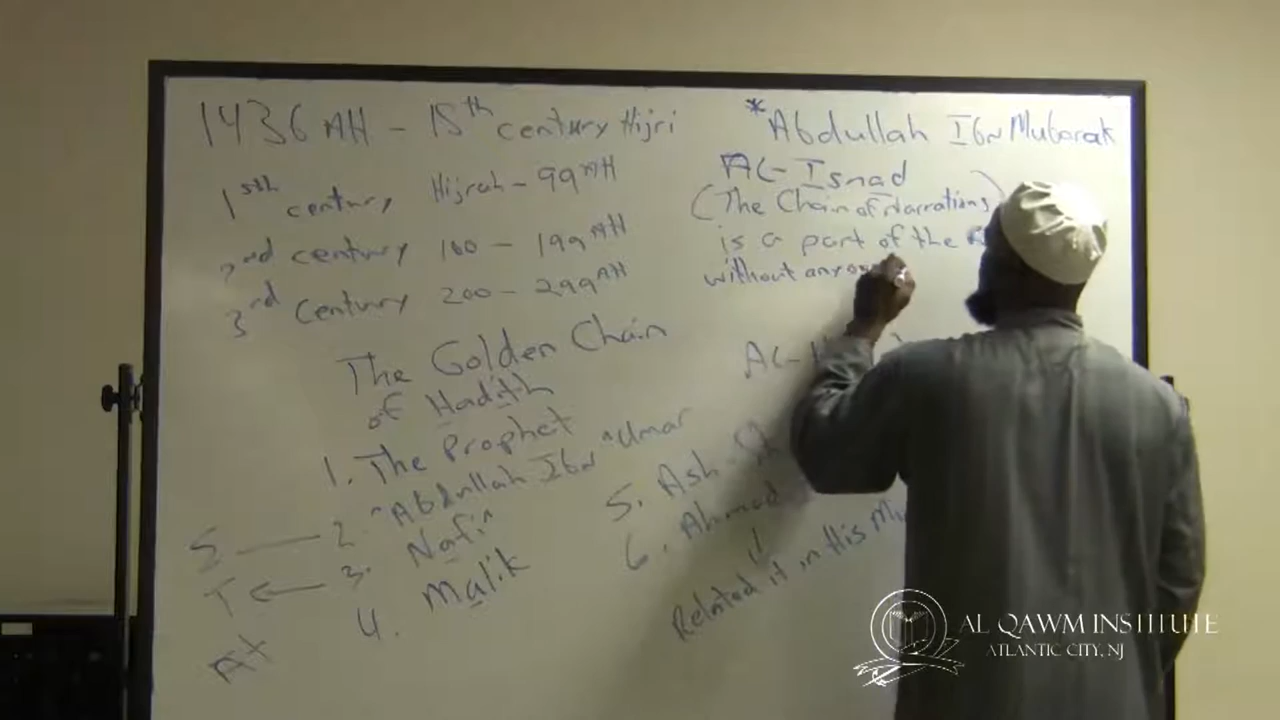 1436 AH - 15th century Hijri
1sth century Hijrah - 99 AH
2nd century 100 - 199 AH
3rd Century 200 - 299 AH
The Golden Chain
of Hadith
1. The Prophet
2. 'Abdullah Ibn 'Umar
3. Nafi'
4. Malik
S
T
At
*Abdullah Ibn Mubarak
Al-Isnad
(The Chain of Narrations)
is a part of the
without
Al-
5. Ash-Sh
6. Ahmad
Related it in His
AL QAWM INSTITUTE
ATLANTIC CITY, NJ